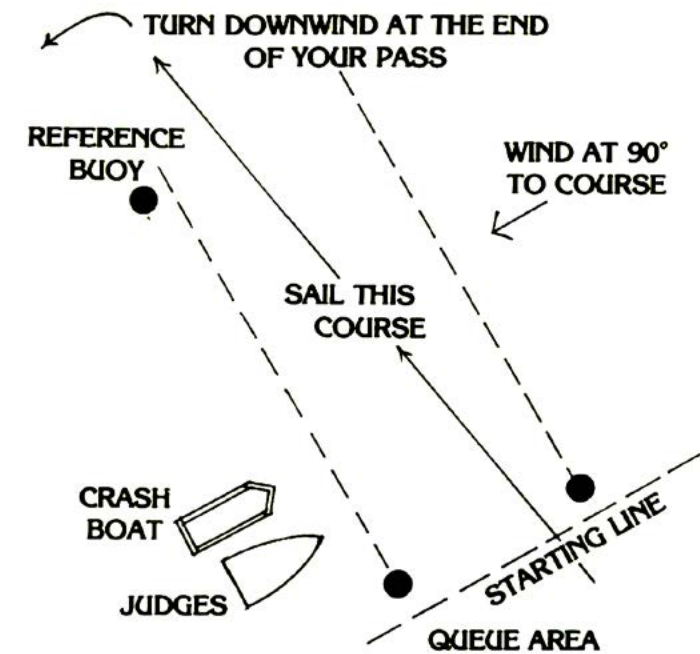 TURN DOWNWIND AT THE END
OF YOUR PASS
REFERENCE
BUOY
WIND AT 90°
TO COURSE
SAIL THIS
COURSE
CRASH
BOAT
JUDGES
STARTING LINE
QUEUE AREA